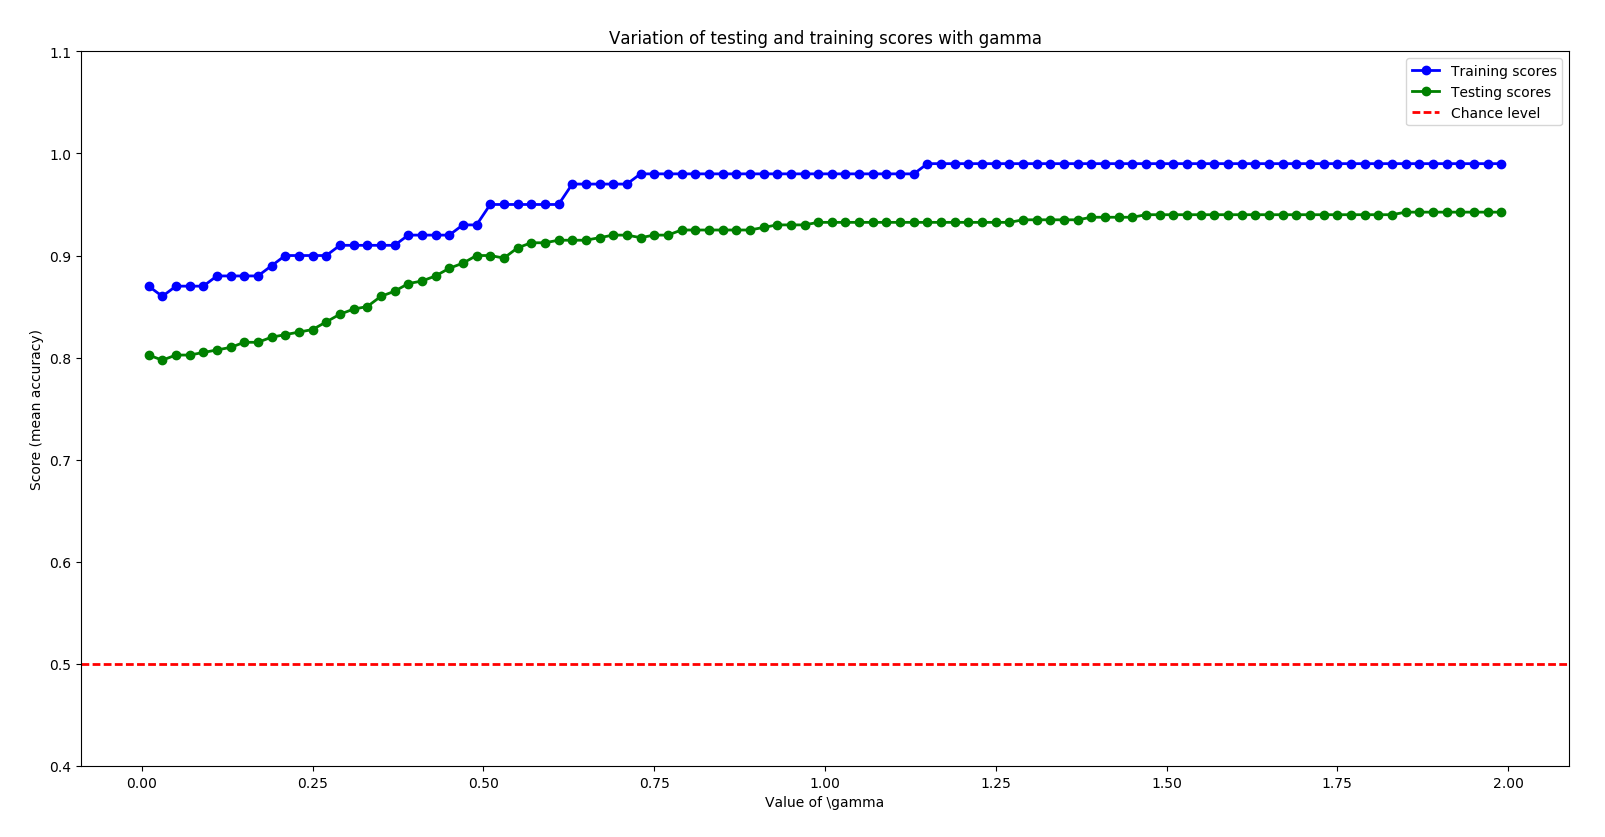 Variation of testing and training scores with gamma
1.1
1.0
0.9
0.8
0.7
0.6
0.5
0.4
Score (mean accuracy)
Training scores
Testing scores
Chance level
0.00 0.25 0.50 0.75 1.00 1.25 1.50 1.75 2.00
Value of \gamma